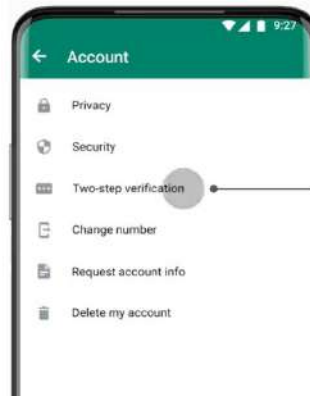 9:27
Account
Privacy
Security
Two-step verification
Change number
Request account info
Delete my account